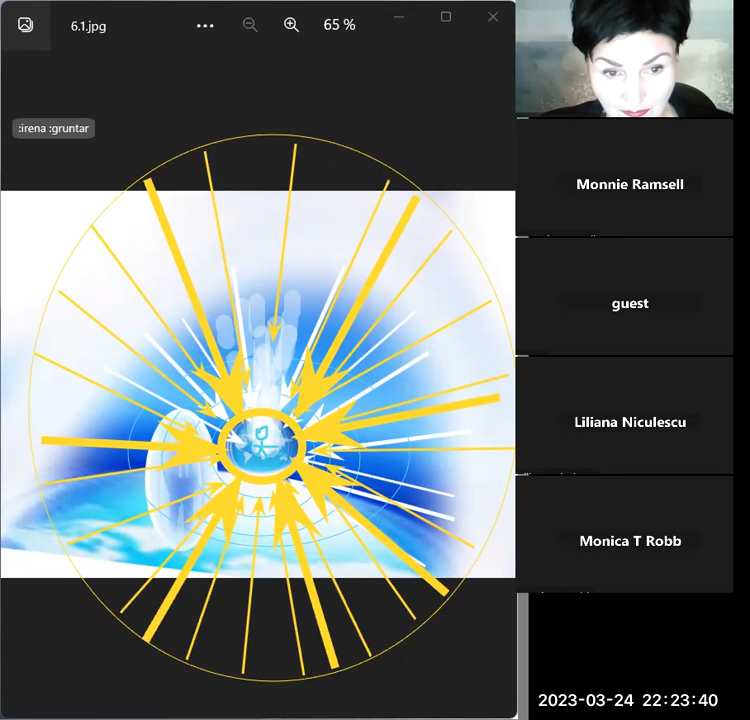 6.1.jpg
65 %
:irena :gruntar
Monnie Ramsell
guest
Liliana Niculescu
Monica T Robb
2023-03-24 22:23:40